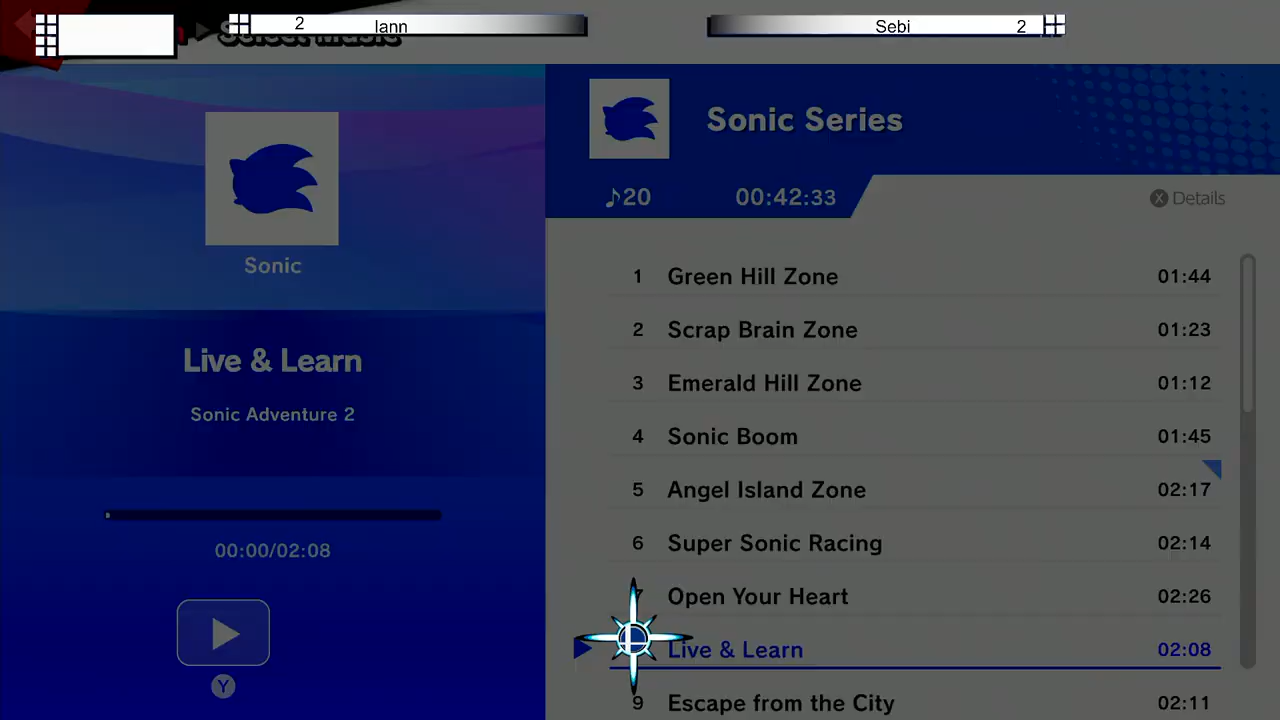 2 Iann
Sebi 2
Select Music
Sonic Series
♪20 00:42:33
X Details
Sonic
Live & Learn
Sonic Adventure 2
00:00/02:08
Y
1 Green Hill Zone 01:44
2 Scrap Brain Zone 01:23
3 Emerald Hill Zone 01:12
4 Sonic Boom 01:45
5 Angel Island Zone 02:17
6 Super Sonic Racing 02:14
7 Open Your Heart 02:26
Live & Learn 02:08
9 Escape from the City 02:11